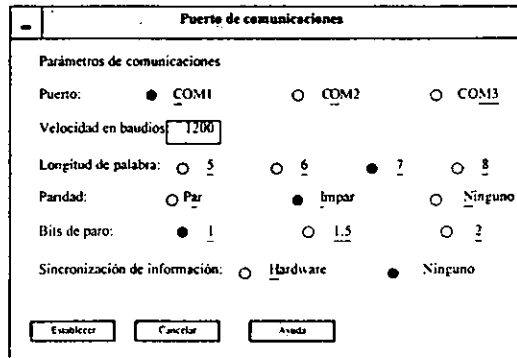 Puerto de comunicaciones
Parámetros de comunicaciones
Puerto: COM1 COM2 COM3
Velocidad en baudios: 1200
Longitud de palabra: 5 6 7 8
Paridad: Par Impar Ninguno
Bits de paro: 1 1.5 2
Sincronización de información: Hardware Ninguno
Establecer Cancelar Ayuda